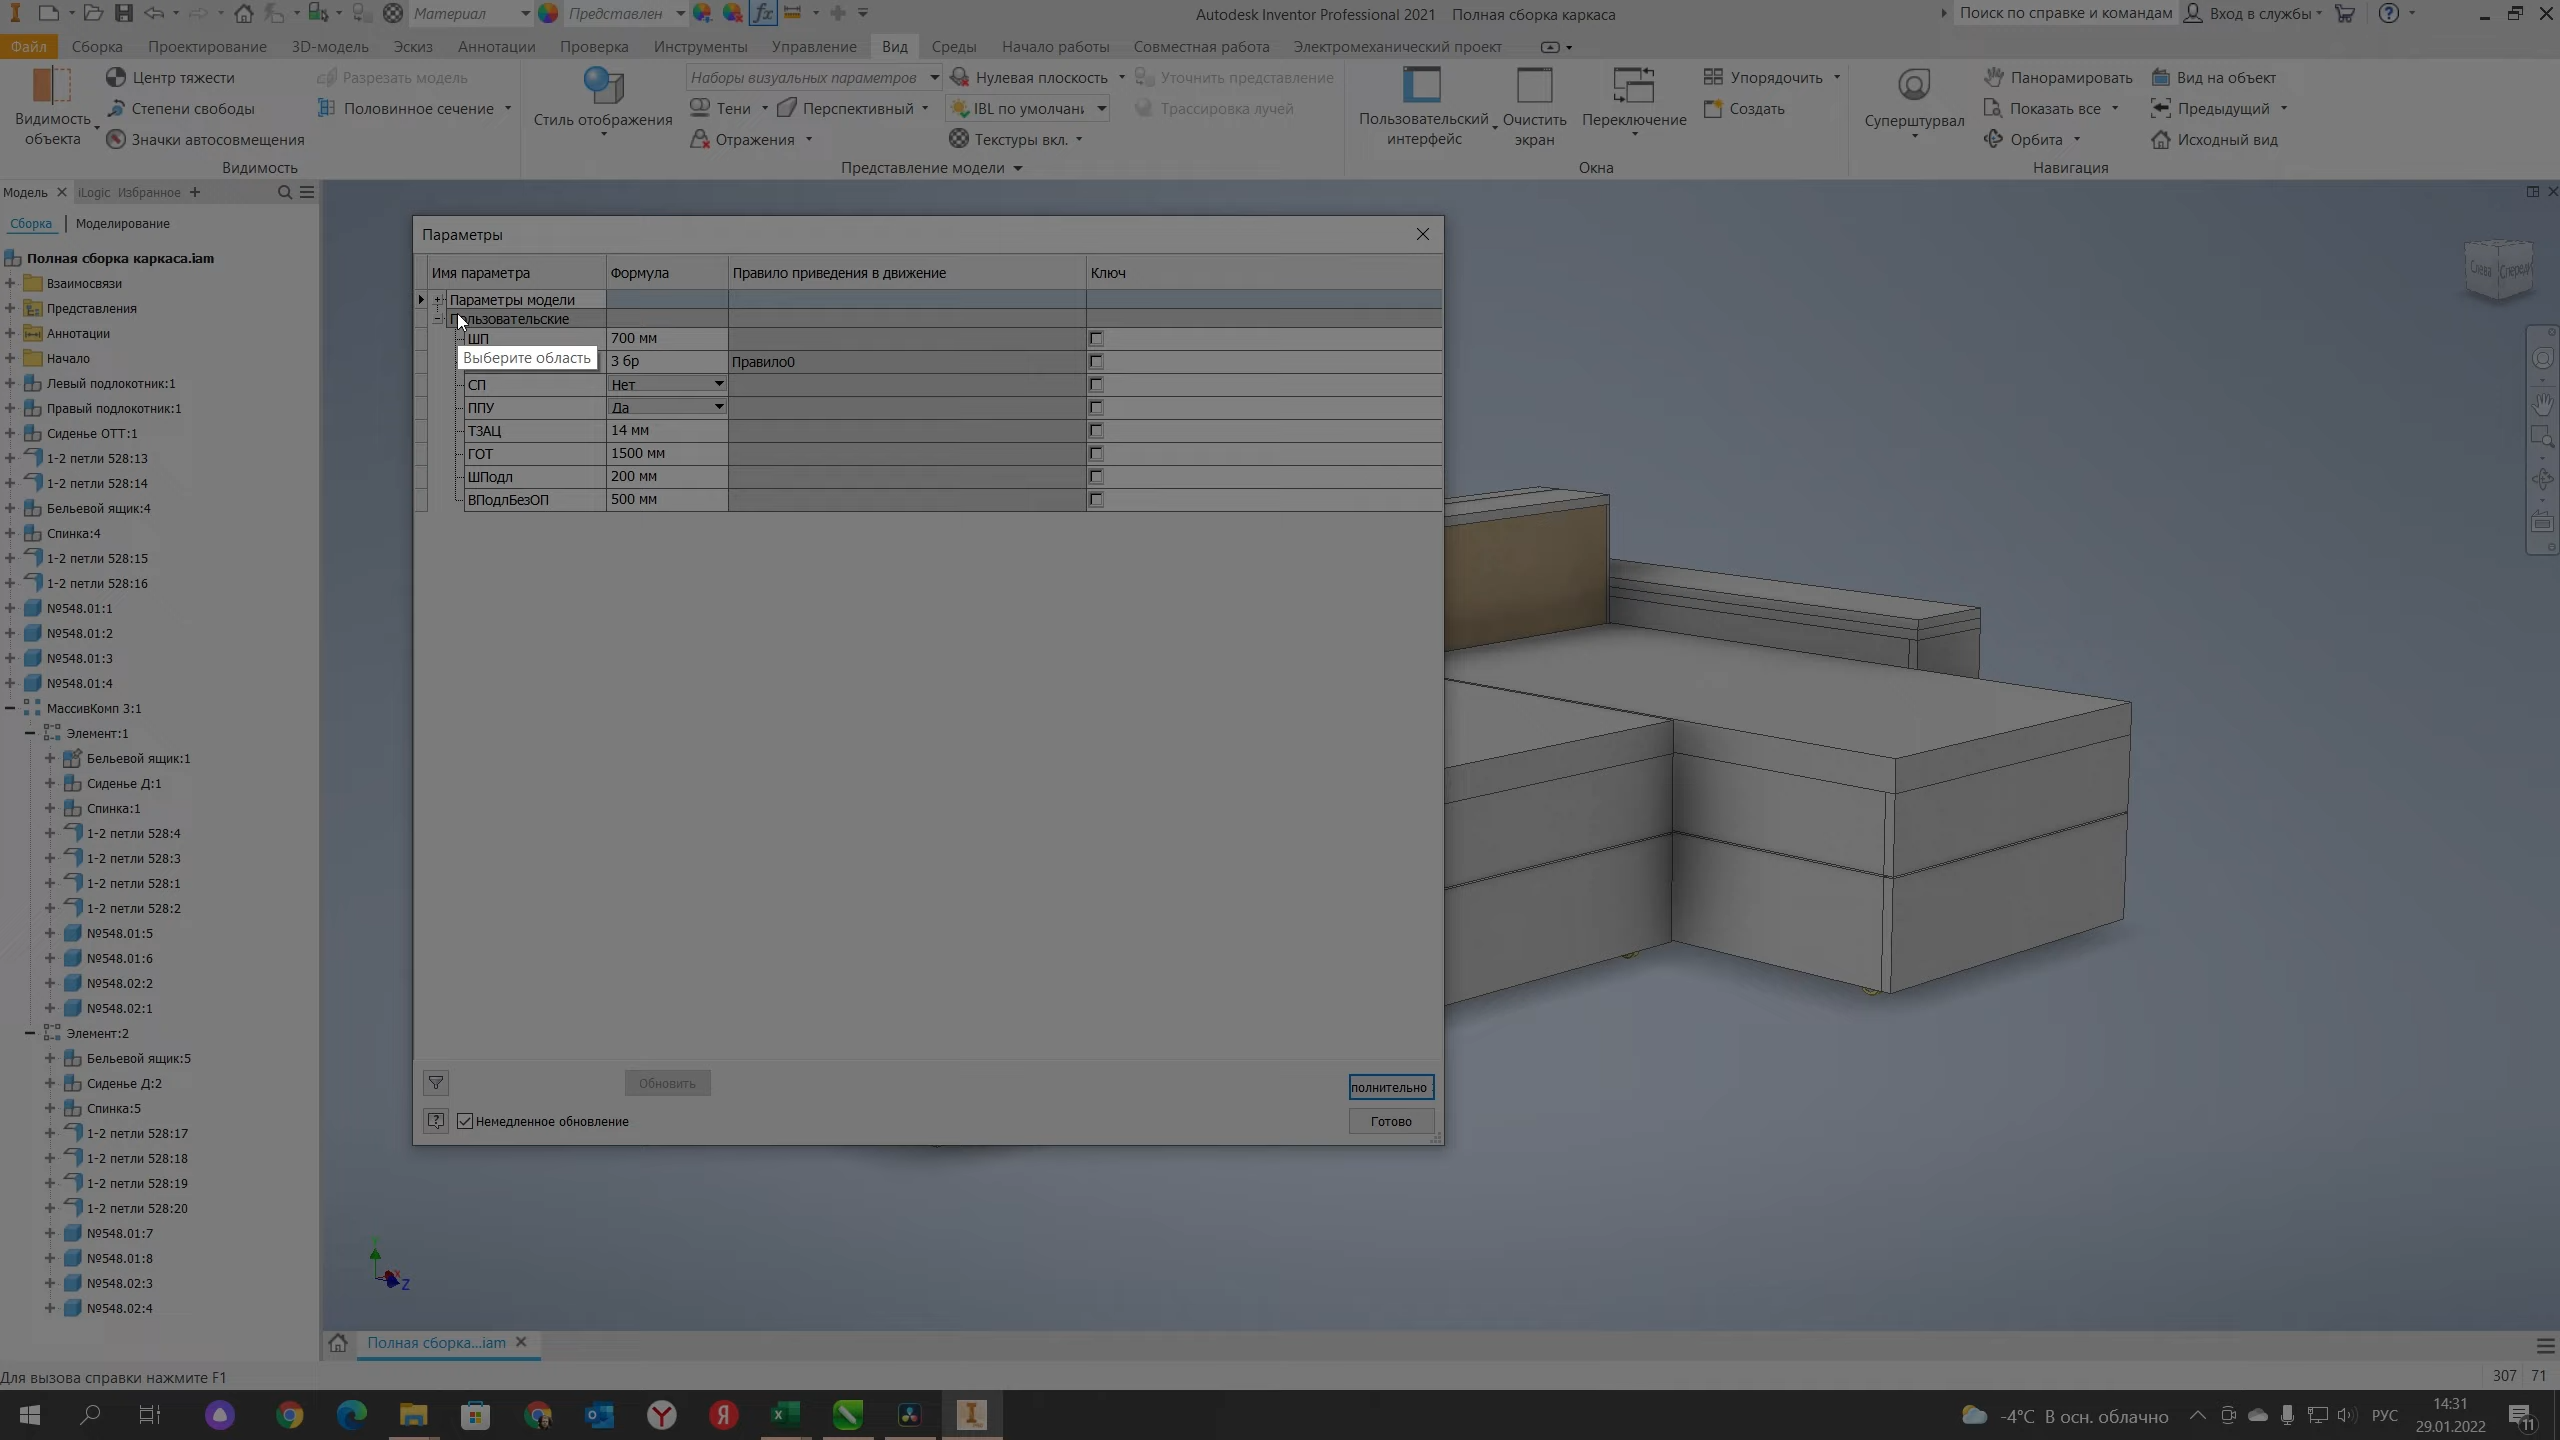 Материал
Представлен
Autodesk Inventor Professional 2021 Полная сборка каркаса
Поиск по справке и командам
Вход в службы
Файл Сборка Проектирование 3D-модель Эскиз Аннотации Проверка Инструменты Управление Вид Среды Начало работы Совместная работа Электромеханический проект
Видимость объекта
Центр тяжести
Степени свободы
Значки автосовмещения
Разрезать модель
Половинное сечение
Видимость
Стиль отображения
Наборы визуальных параметров
Тени
Перспективный
Отражения
Нулевая плоскость
IBL по умолчани
Текстуры вкл.
Уточнить представление
Трассировка лучей
Представление модели
Пользовательский интерфейс
Очистить экран
Переключение
Упорядочить
Создать
Окна
Суперштурвал
Панорамировать
Показать все
Орбита
Вид на объект
Предыдущий
Исходный вид
Навигация
Модель
iLogic
Избранное
Сборка
Моделирование
Полная сборка каркаса.iam
Взаимосвязи
Представления
Аннотации
Начало
Левый подлокотник:1
Правый подлокотник:1
Сиденье ОТТ:1
1-2 петли 528:13
1-2 петли 528:14
Бельевой ящик:4
Спинка:4
1-2 петли 528:15
1-2 петли 528:16
№548.01:1
№548.01:2
№548.01:3
№548.01:4
МассивКомп 3:1
Элемент:1
Бельевой ящик:1
Сиденье Д:1
Спинка:1
1-2 петли 528:4
1-2 петли 528:3
1-2 петли 528:1
1-2 петли 528:2
№548.01:5
№548.01:6
№548.02:2
№548.02:1
Элемент:2
Бельевой ящик:5
Сиденье Д:2
Спинка:5
1-2 петли 528:17
1-2 петли 528:18
1-2 петли 528:19
1-2 петли 528:20
№548.01:7
№548.01:8
№548.02:3
№548.02:4
Параметры
Имя параметра Формула Правило приведения в движение Ключ
Параметры модели
Пользовательские
ШП 700 мм
Выберите область
3 бр Правило0
СП Нет
ППУ Да
ТЗАЦ 14 мм
ГОТ 1500 мм
ШПодл 200 мм
ВПодлБезОП 500 мм
Обновить
полнительно
Немедленное обновление
Готово
Слева
Спереди
Z
Полная сборка...iam
Для вызова справки нажмите F1
307 71
-4°C В осн. облачно
РУС
14:31
29.01.2022
11